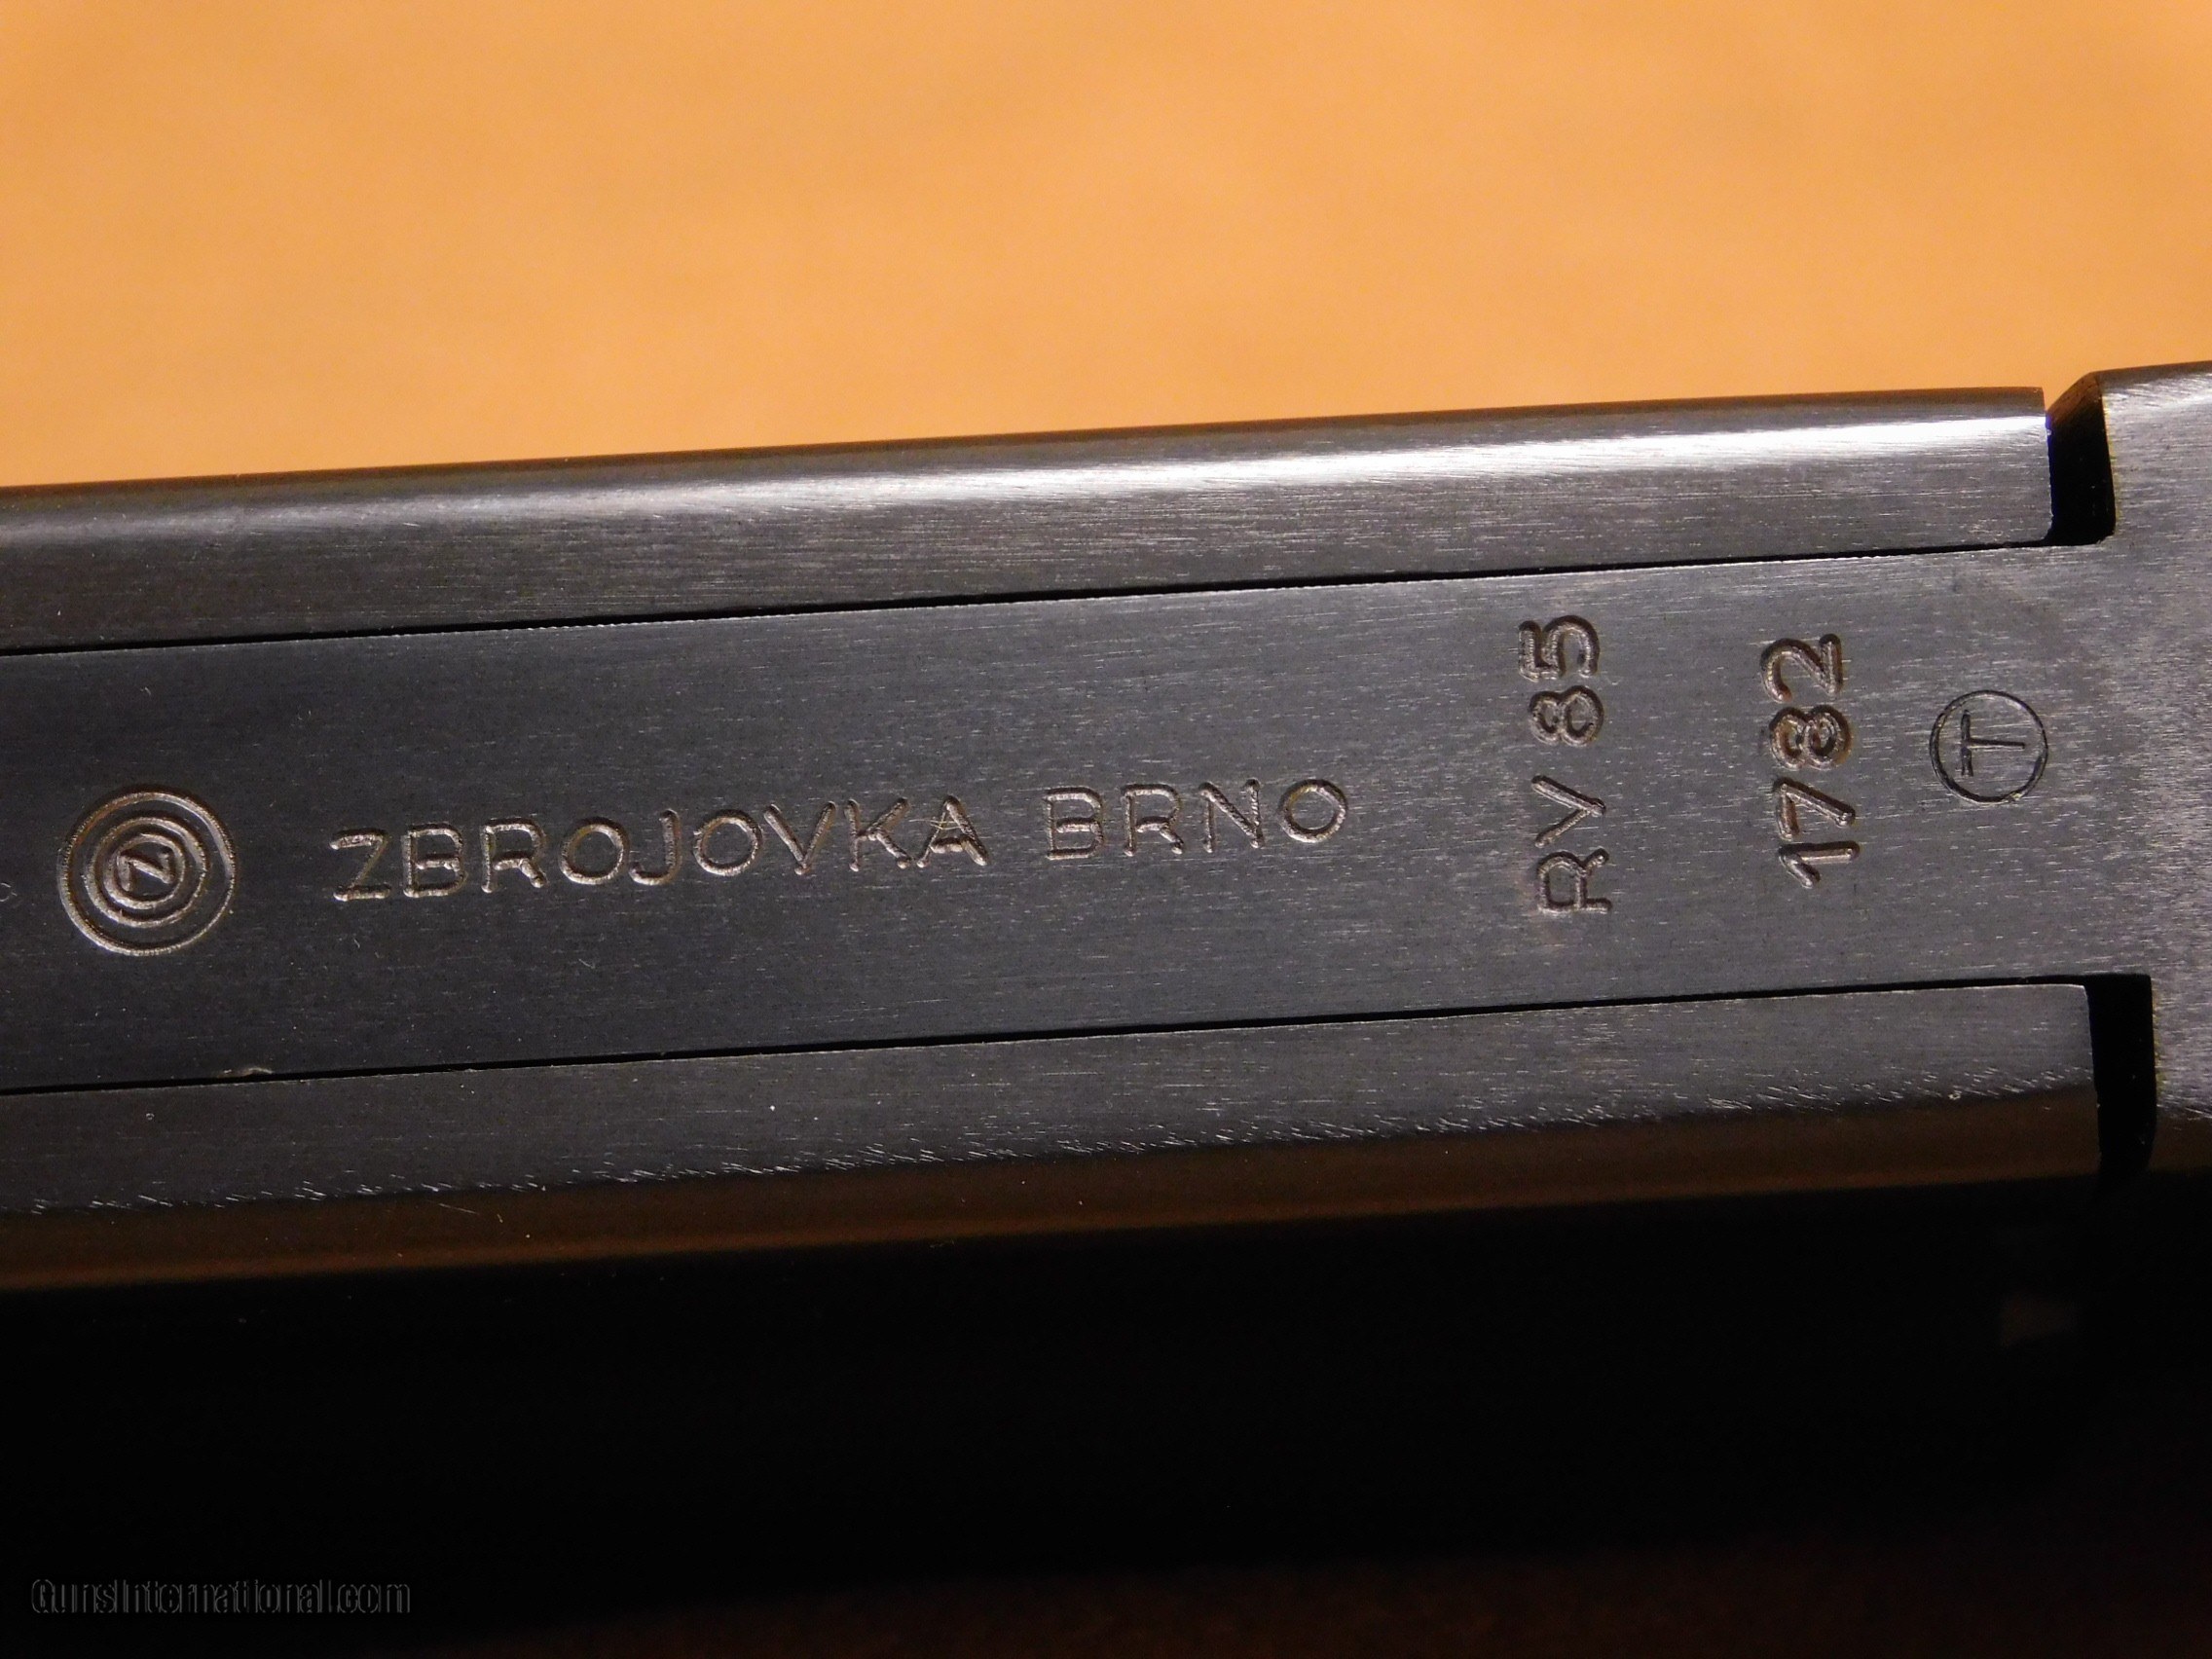 Z
ZBROJOVKA BRNO
RV 85
1782
T
GunsInternational.com